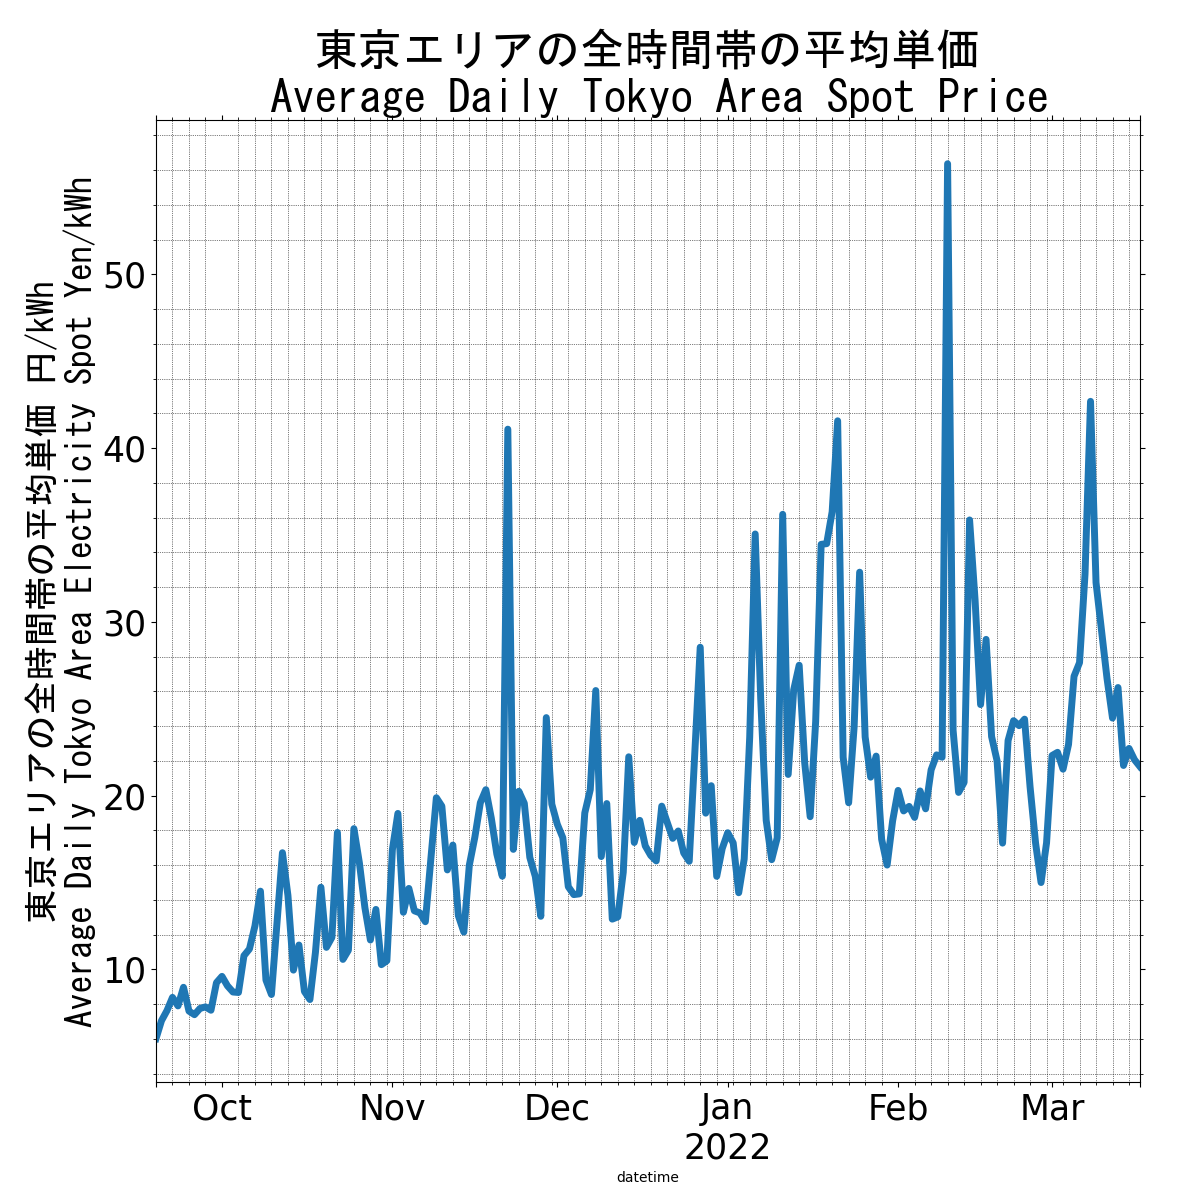 東京エリアの全時間帯の平均単価
Average Daily Tokyo Area Spot Price
東京エリアの全時間帯の平均単価 円/kWh
Average Daily Tokyo Area Electricity Spot Yen/kWh
50
40
30
20
10
Oct Nov Dec Jan Feb Mar
2022
datetime